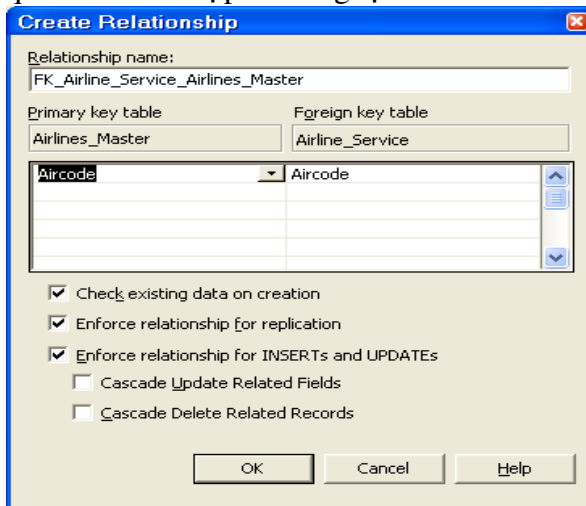 Create Relationship
Relationship name:
FK_Airline_Service_Airlines_Master
Primary key table Foreign key table
Airlines_Master Airline_Service
Aircode Aircode
Check existing data on creation
Enforce relationship for replication
Enforce relationship for INSERTs and UPDATEs
Cascade Update Related Fields
Cascade Delete Related Records
OK Cancel Help